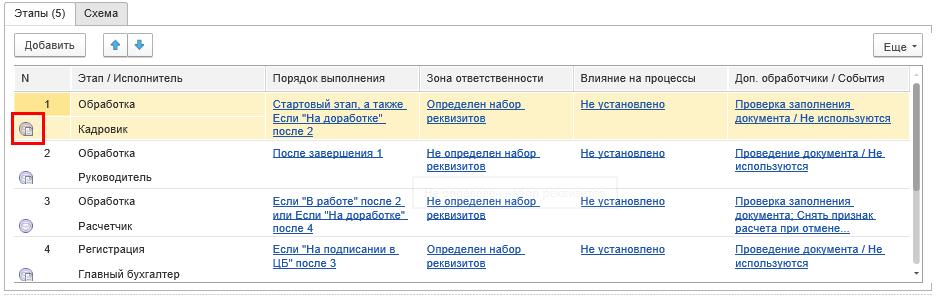 Этапы (5) Схема
Добавить Еще
N Этап / Исполнитель Порядок выполнения Зона ответственности Влияние на процессы Доп. обработчики / События
1 Обработка Стартовый этап, а также Определен набор Не установлено Проверка заполнения
Если "На доработке" реквизитов документа / Не используются
Кадровик после 2
2 Обработка После завершения 1 Не определен набор Не установлено Проведение документа / Не
реквизитов используются
Руководитель
Не определен набор реквизитов
3 Обработка Если "В работе" после 2 Не определен набор Не установлено Проверка заполнения
или Если "На доработке" реквизитов документа; Снять признак
Расчетчик после 4 расчета при отмене...
4 Регистрация Если "На подписании в Определен набор Не установлено Проведение документа / Не
ЦБ" после 3 реквизитов используются
Главный бухгалтер